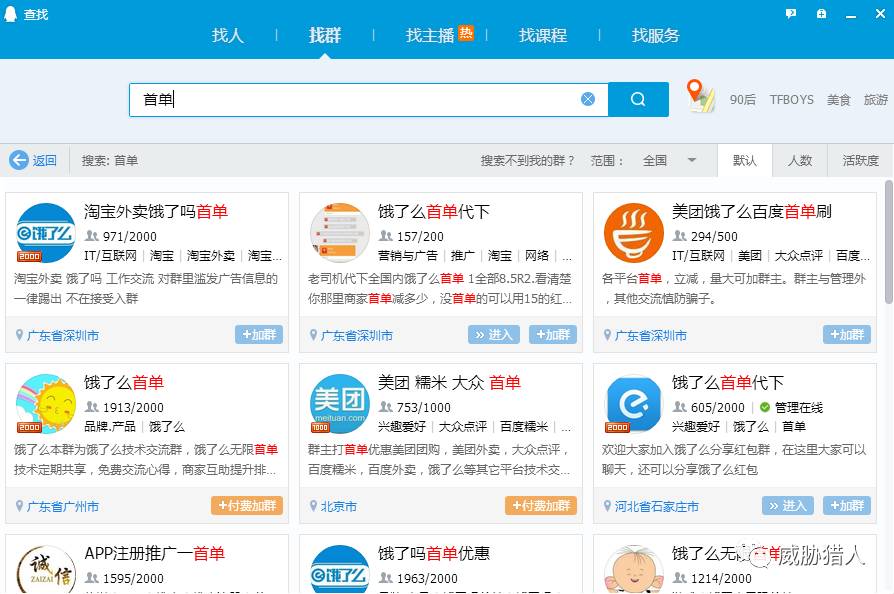 查找
找人
找群
找主播 热
找课程
找服务
首单
90后 TFBOYS 美食 旅游
返回 搜索: 首单
搜索不到我的群？ 范围： 全国
默认 人数 活跃度
淘宝外卖饿了吗首单
971/2000
IT/互联网 | 淘宝 | 淘宝外卖 | 淘宝...
2000
淘宝外卖 饿了吗 工作交流 对群里滥发广告信息的
一律踢出 不在接受入群
广东省深圳市
+加群
饿了么首单代下
157/200
营销与广告 | 推广 | 淘宝 | 网络 | ...
老司机代下全国内饿了么首单 1全部8.5R2.看清楚
你那里商家首单减多少，没首单的可以用15的红...
广东省深圳市
» 进入
+加群
美团饿了么百度首单刷
294/500
IT/互联网 | 美团 | 大众点评 | 百度...
各平台首单，立减，量大可加群主。群主与管理外
，其他交流慎防骗子。
广东省深圳市
+加群
饿了么首单
1913/2000
品牌.产品 | 饿了么
2000
饿了么本群为饿了么技术交流群，饿了么无限首单
技术定期共享，免费交流心得，商家互助提升排...
广东省广州市
+付费加群
美团 糯米 大众 首单
753/1000
兴趣爱好 | 大众点评 | 百度糯米 | ...
美团
meituan.com
1000
群主打首单优惠美团团购，美团外卖，大众点评，
百度糯米，百度外卖，饿了么等其它平台技术交...
北京市
+付费加群
饿了么首单代下
605/2000 | 管理在线
兴趣爱好 | 饿了么 | 首单
2000
欢迎大家加入饿了么分享红包群，在这里大家可以
聊天，还可以分享饿了么红包
河北省石家庄市
» 进入
+加群
APP注册推广一首单
1595/2000
诚信
ZAIZAI
饿了吗首单优惠
1963/2000
饿了么
饿了么无
1214/2000
威胁猎人